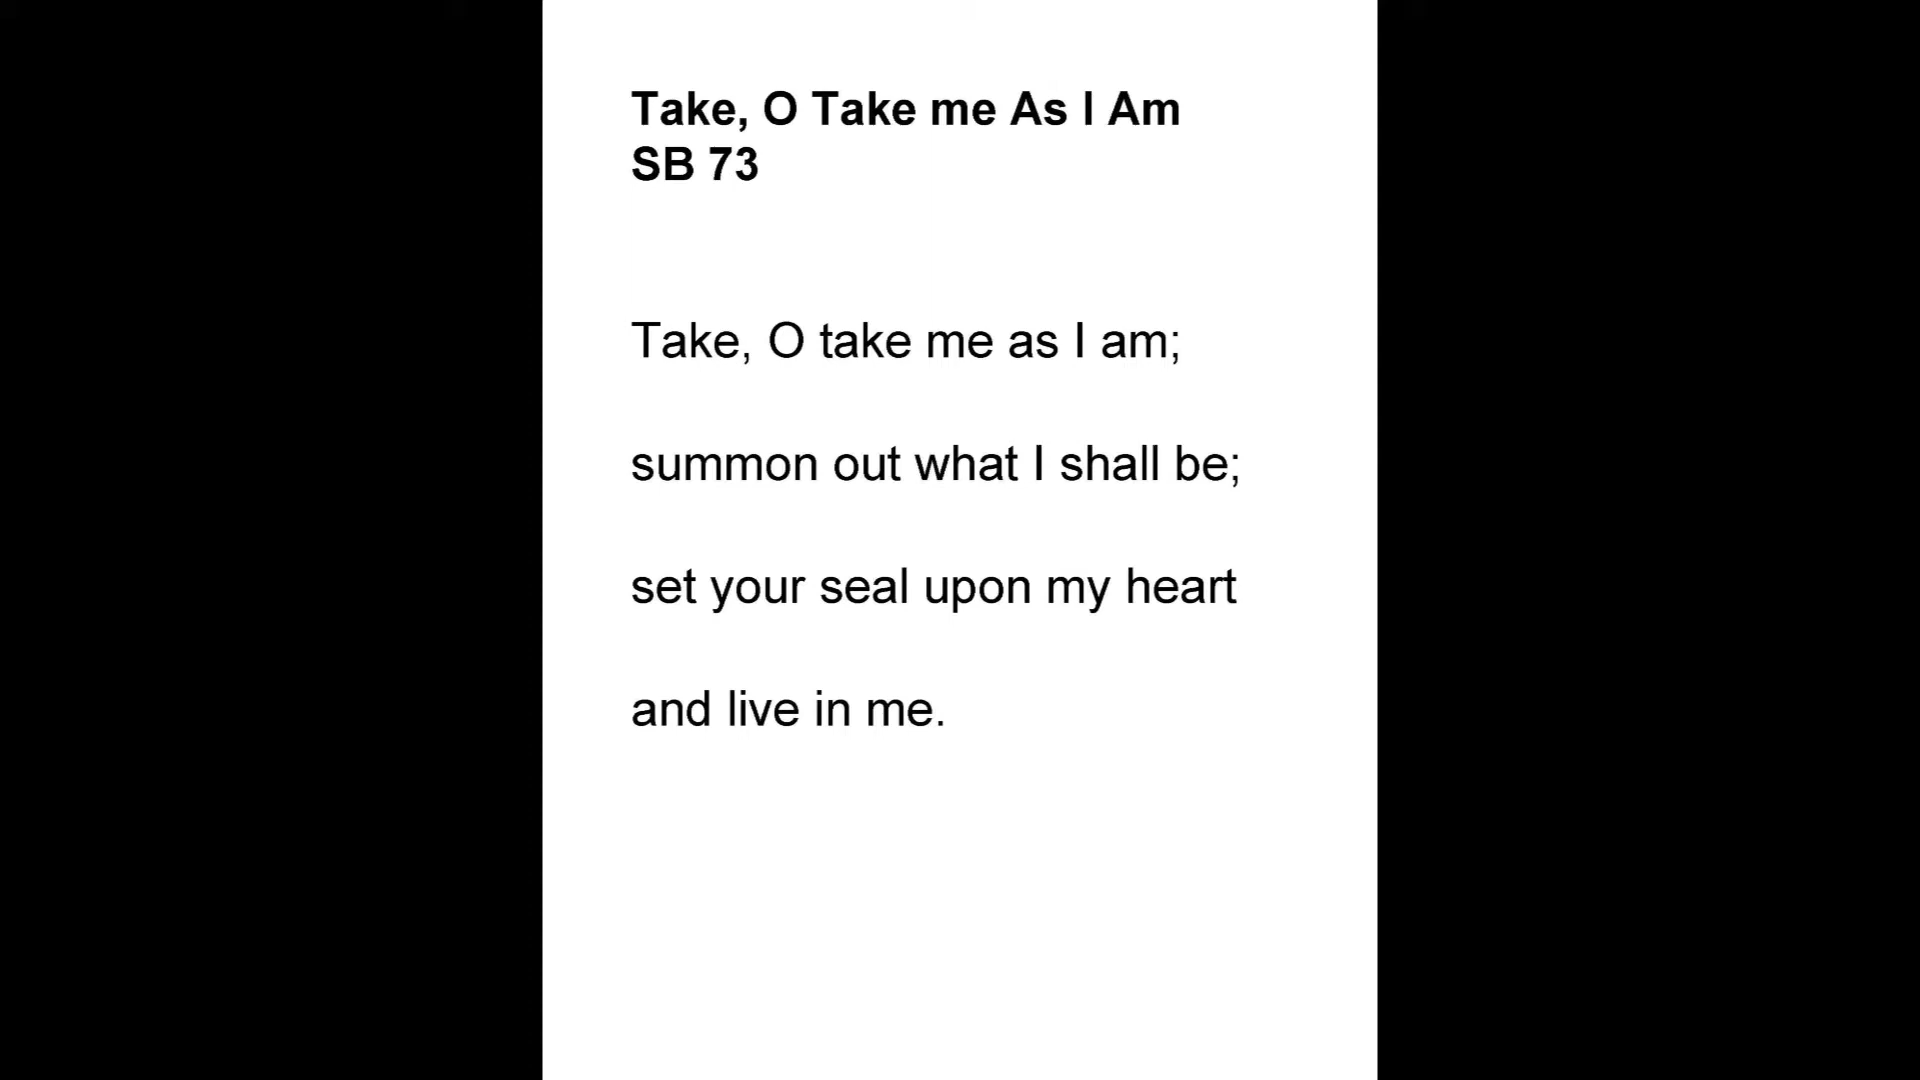 Take, O Take me As I Am
SB 73
Take, O take me as I am;
summon out what I shall be;
set your seal upon my heart
and live in me.